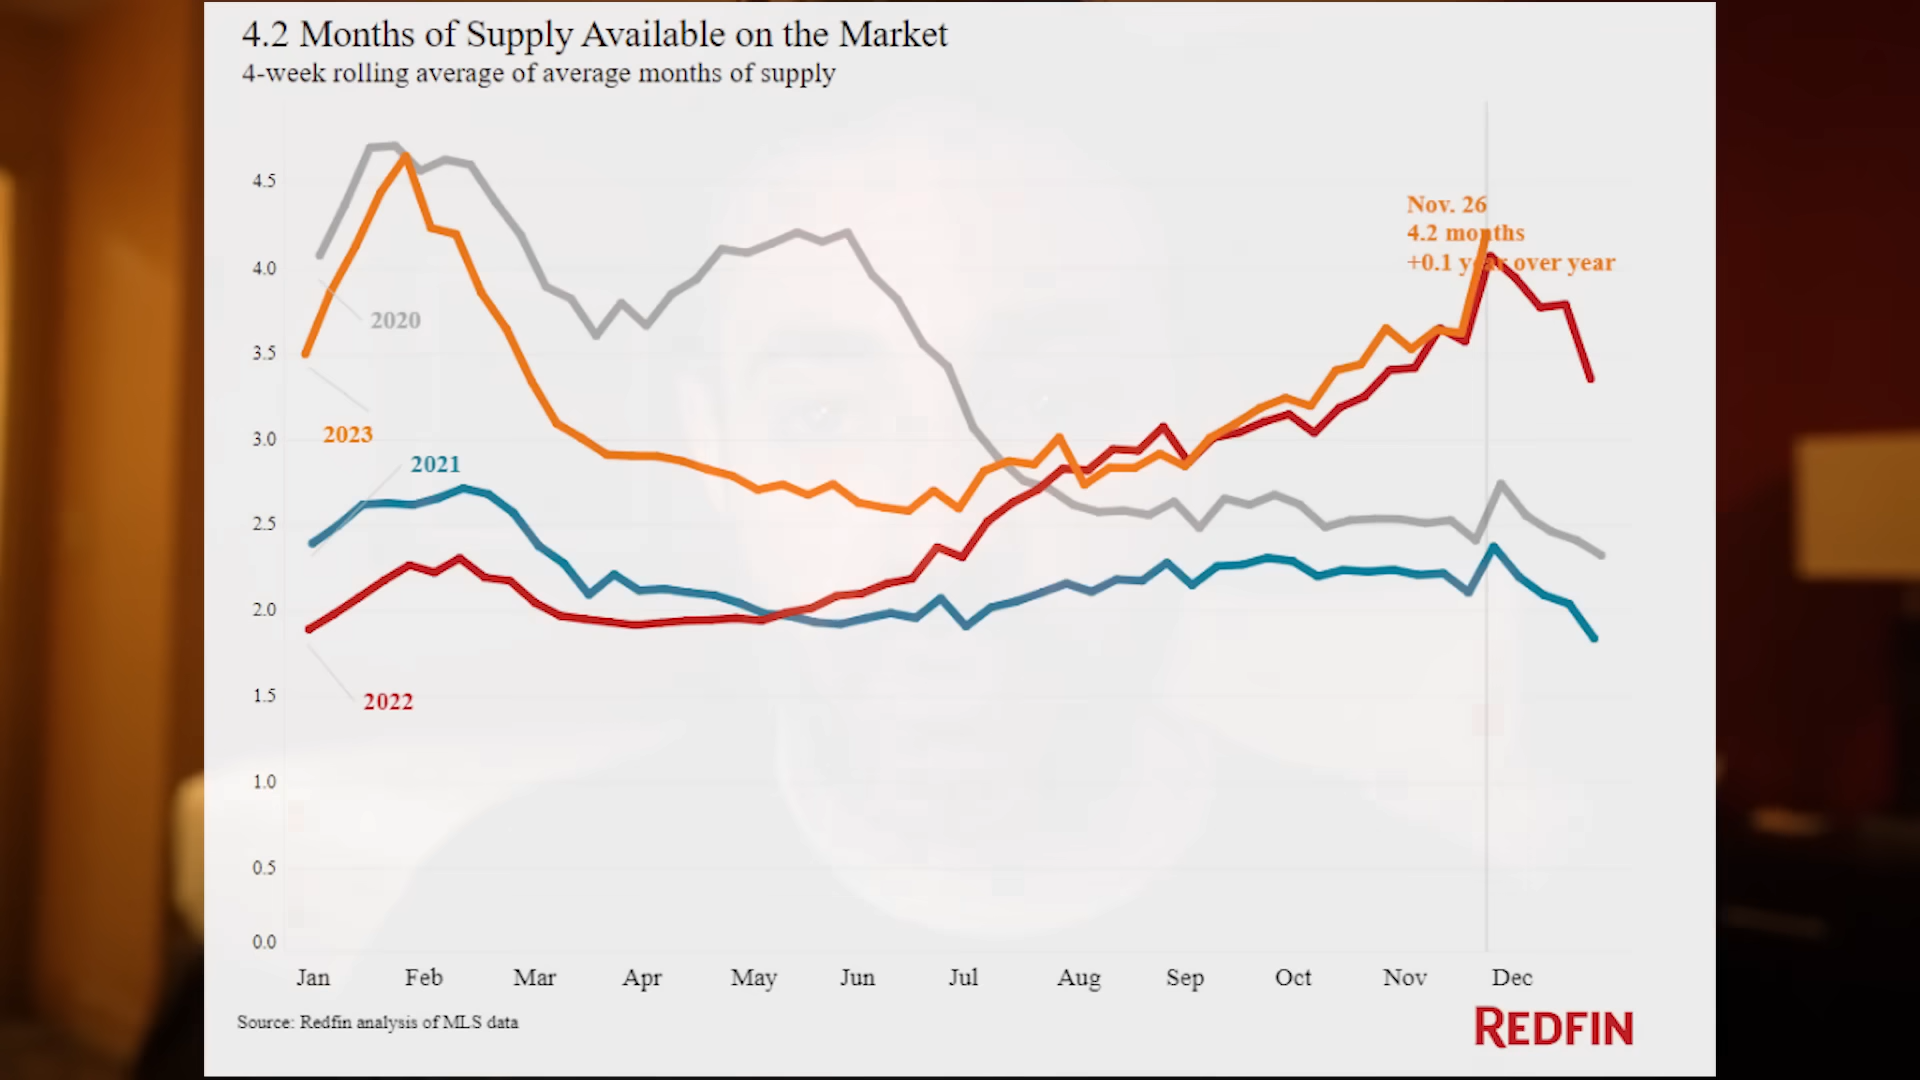 4.2 Months of Supply Available on the Market
4-week rolling average of average months of supply
4.5
4.0
3.5
3.0
2.5
2.0
1.5
1.0
0.5
0.0
2020
2023
2021
2022
Nov. 26
4.2 months
+0.1 year over year
Jan Feb Mar Apr May Jun Jul Aug Sep Oct Nov Dec
Source: Redfin analysis of MLS data
REDFIN